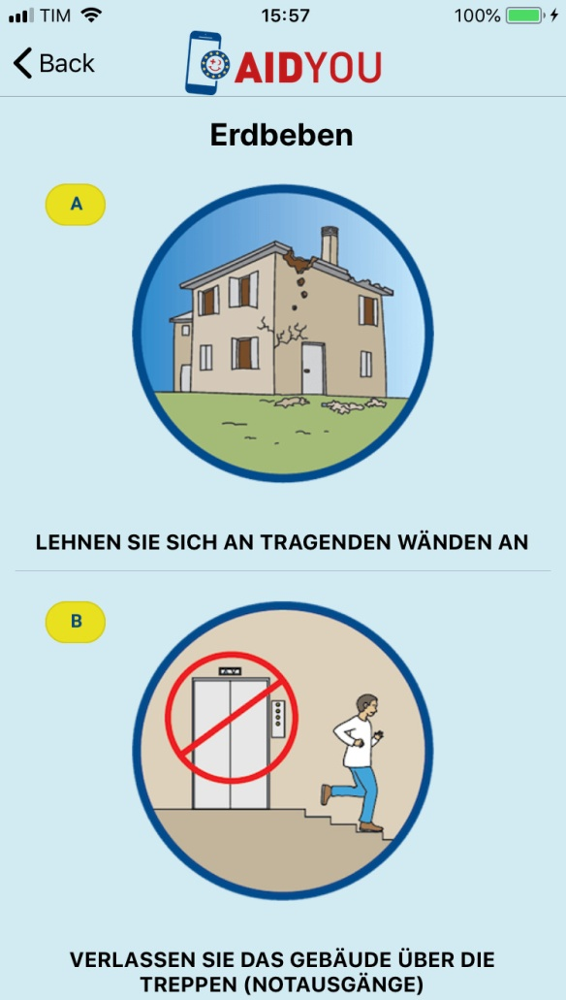 TIM 15:57 100%
Back AIDYOU
Erdbeben
A
LEHNEN SIE SICH AN TRAGENDEN WÄNDEN AN
B
VERLASSEN SIE DAS GEBÄUDE ÜBER DIE
TREPPEN (NOTAUSGÄNGE)